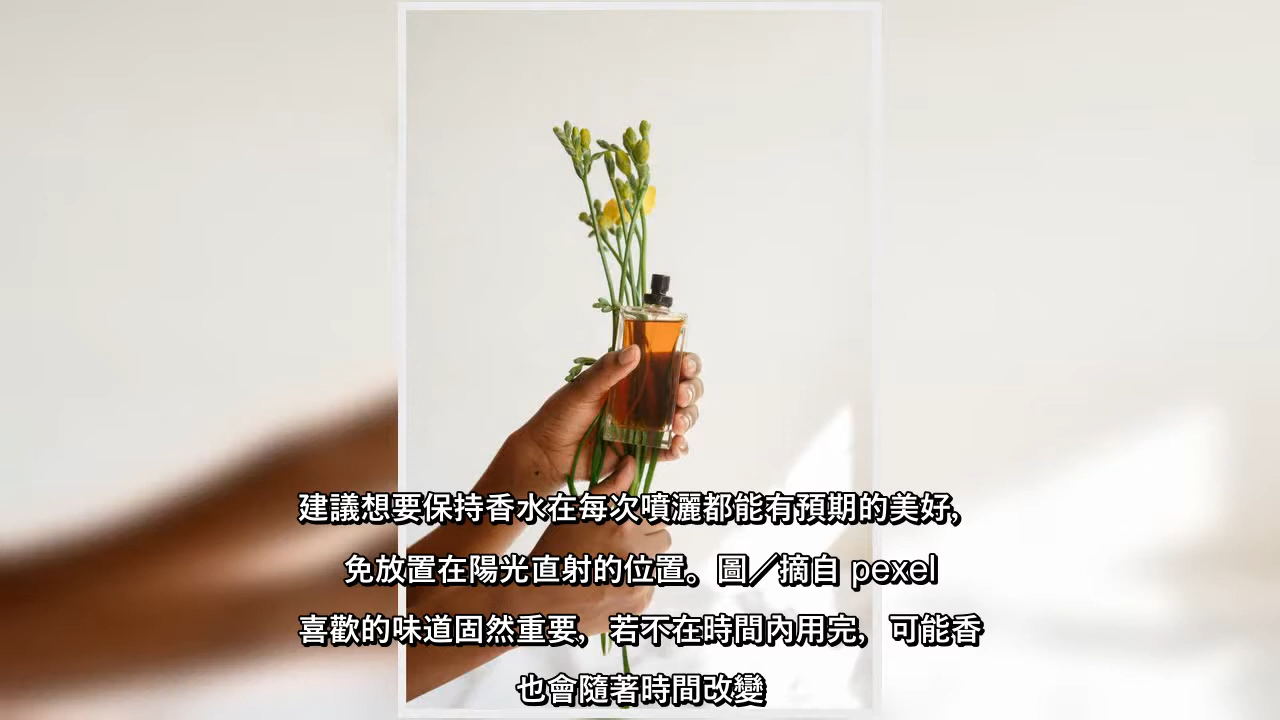 建議想要保持香水在每次噴灑都能有預期的美好,
免放置在陽光直射的位置。圖／摘自 pexel
喜歡的味道固然重要，若不在時間內用完，可能香
也會隨著時間改變